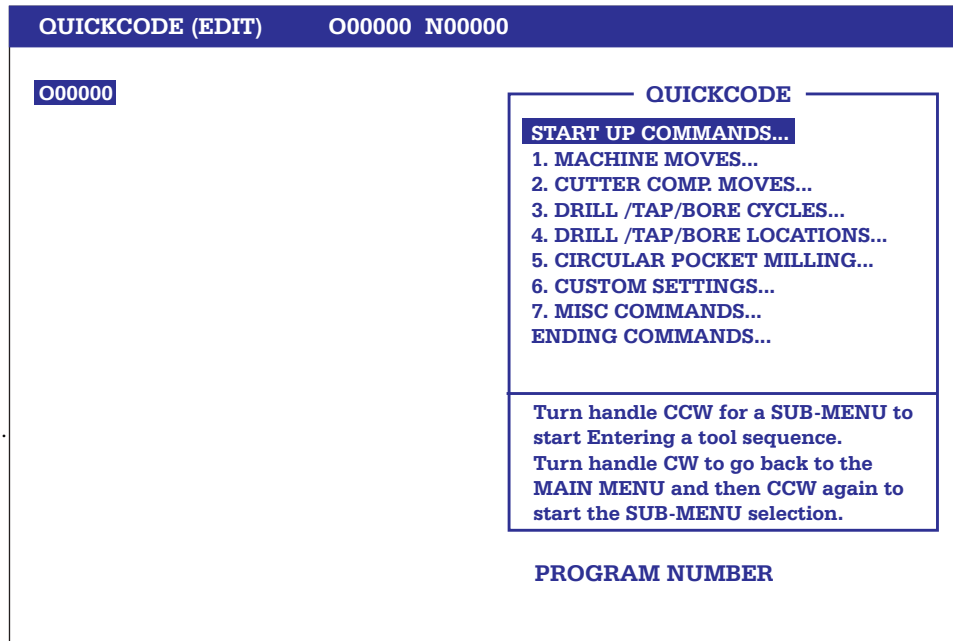 QUICKCODE (EDIT) O00000 N00000
O00000
QUICKCODE
START UP COMMANDS...
1. MACHINE MOVES...
2. CUTTER COMP. MOVES...
3. DRILL /TAP/BORE CYCLES...
4. DRILL /TAP/BORE LOCATIONS...
5. CIRCULAR POCKET MILLING...
6. CUSTOM SETTINGS...
7. MISC COMMANDS...
ENDING COMMANDS...
Turn handle CCW for a SUB-MENU to
start Entering a tool sequence.
Turn handle CW to go back to the
MAIN MENU and then CCW again to
start the SUB-MENU selection.
PROGRAM NUMBER